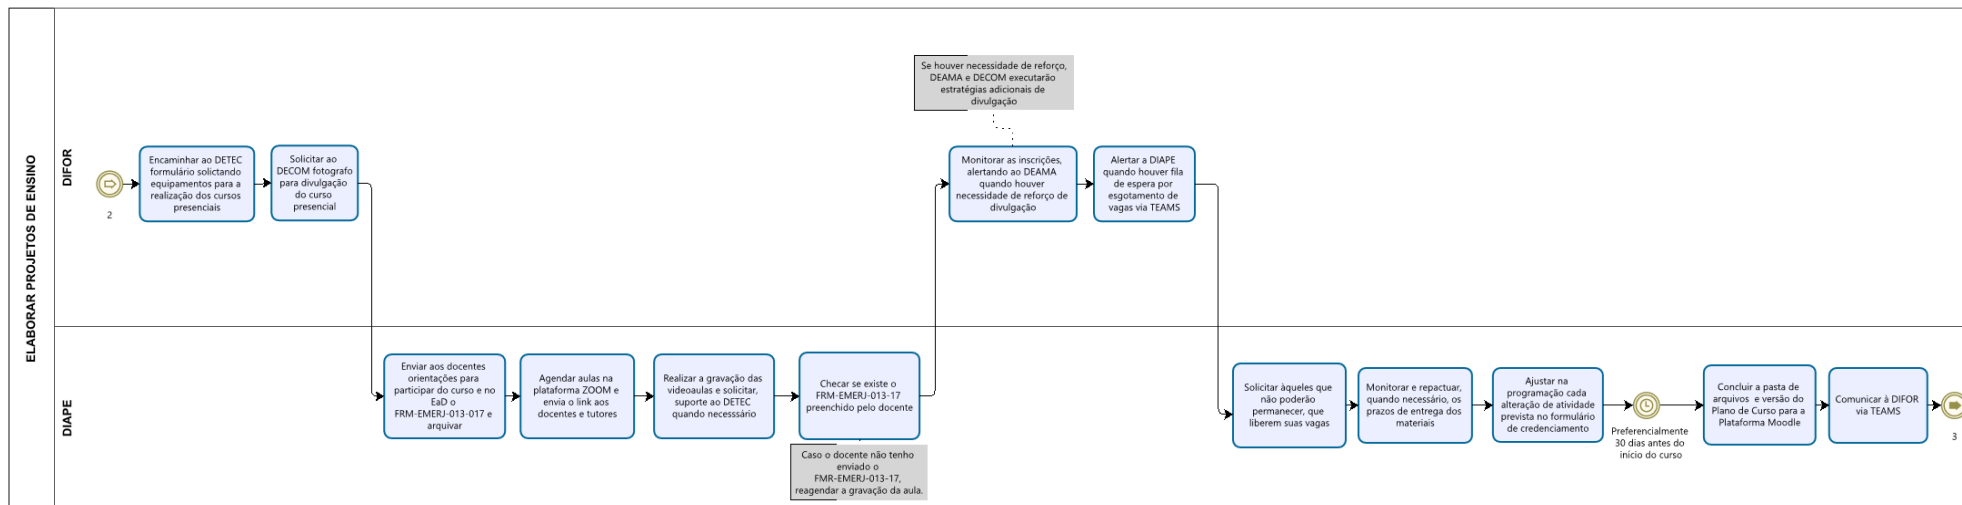 ELABORAR PROJETOS DE ENSINO
DIFOR
2
Encaminhar ao DETEC
formulário solictando
equipamentos para a
realização dos cursos
presenciais
Solicitar ao
DECOM fotografo
para divulgação
do curso
presencial
Se houver necessidade de reforço,
DEAMA e DECOM executarão
estratégias adicionais de
divulgação
Monitorar as inscrições,
alertando ao DEAMA
quando houver
necessidade de reforço de
divulgação
Alertar a DIAPE
quando houver fila
de espera por
esgotamento de
vagas via TEAMS
DIAPE
Enviar aos docentes
orientações para
participar do curso e no
EaD o
FRM-EMERJ-013-017 e
arquivar
Agendar aulas na
plataforma ZOOM e
envia o link aos
docentes e tutores
Realizar a gravação das
videoaulas e solicitar,
suporte ao DETEC
quando necesssário
Checar se existe o
FRM-EMERJ-013-17
preenchido pelo docente
Caso o docente não tenho
enviado o
FMR-EMERJ-013-17,
reagendar a gravação da aula.
Solicitar àqueles que
não poderão
permanecer, que
liberem suas vagas
Monitorar e repactuar,
quando necessário, os
prazos de entrega dos
materiais
Ajustar na
programação cada
alteração de atividade
prevista no formulário
de credenciamento
Preferencialmente
30 dias antes do
início do curso
Concluir a pasta de
arquivos e versão do
Plano de Curso para a
Plataforma Moodle
Comunicar à DIFOR
via TEAMS
3